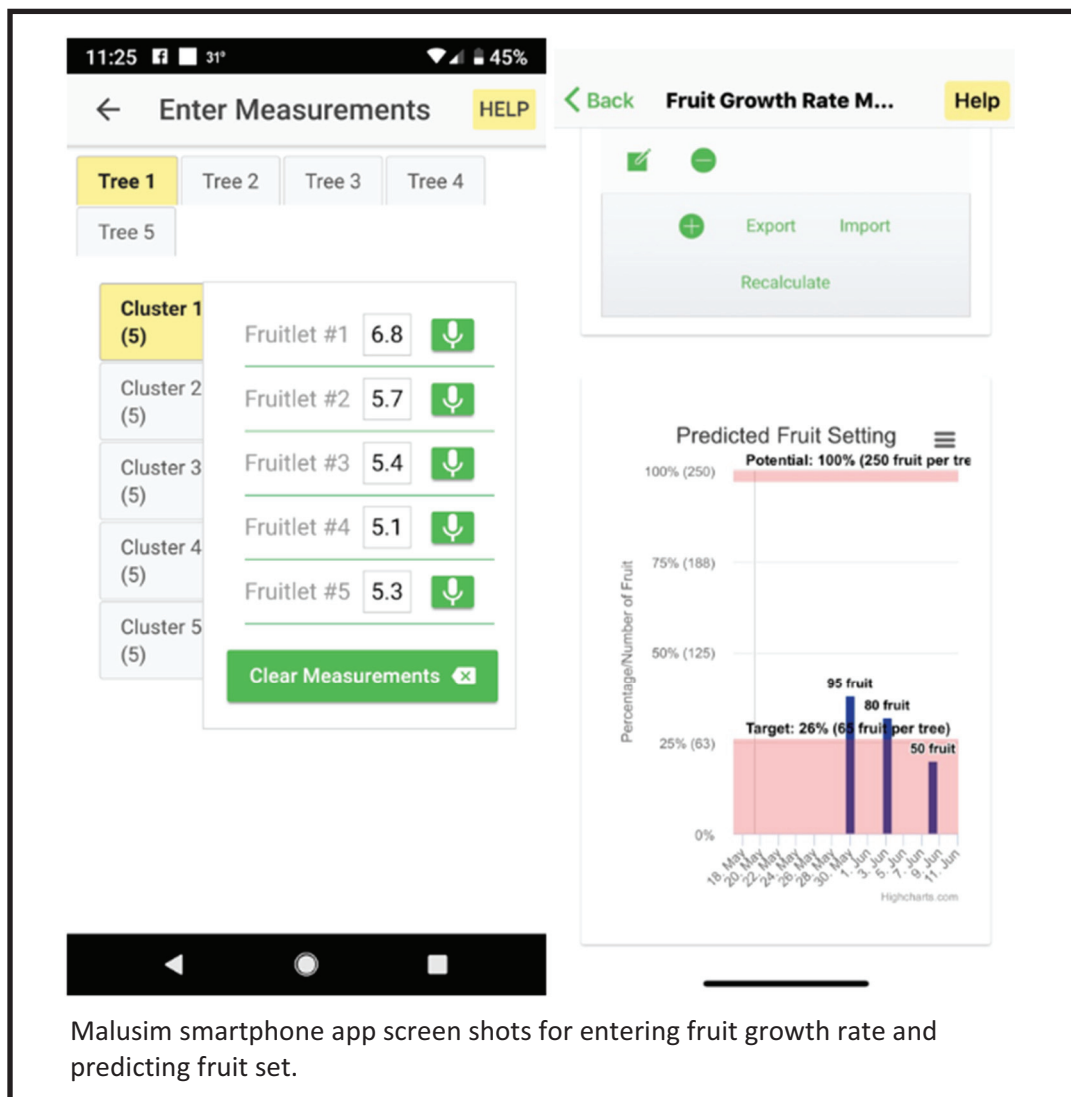 11:25 31° 45%
Enter Measurements HELP
Tree 1 Tree 2 Tree 3 Tree 4
Tree 5
Cluster 1
(5)
Cluster 2
(5)
Cluster 3
(5)
Cluster 4
(5)
Cluster 5
(5)
Fruitlet #1 6.8
Fruitlet #2 5.7
Fruitlet #3 5.4
Fruitlet #4 5.1
Fruitlet #5 5.3
Clear Measurements
Back Fruit Growth Rate M... Help
Export Import
Recalculate
Predicted Fruit Setting
Potential: 100% (250 fruit per tre
100% (250)
75% (188)
50% (125)
25% (63)
0%
Percentage/Number of Fruit
95 fruit
80 fruit
Target: 26% (65 fruit per tree)
50 fruit
18. May
20. May
22. May
24. May
26. May
28. May
30. May
1. Jun
3. Jun
5. Jun
7. Jun
9. Jun
11. Jun
Highcharts.com
Malusim smartphone app screen shots for entering fruit growth rate and
predicting fruit set.